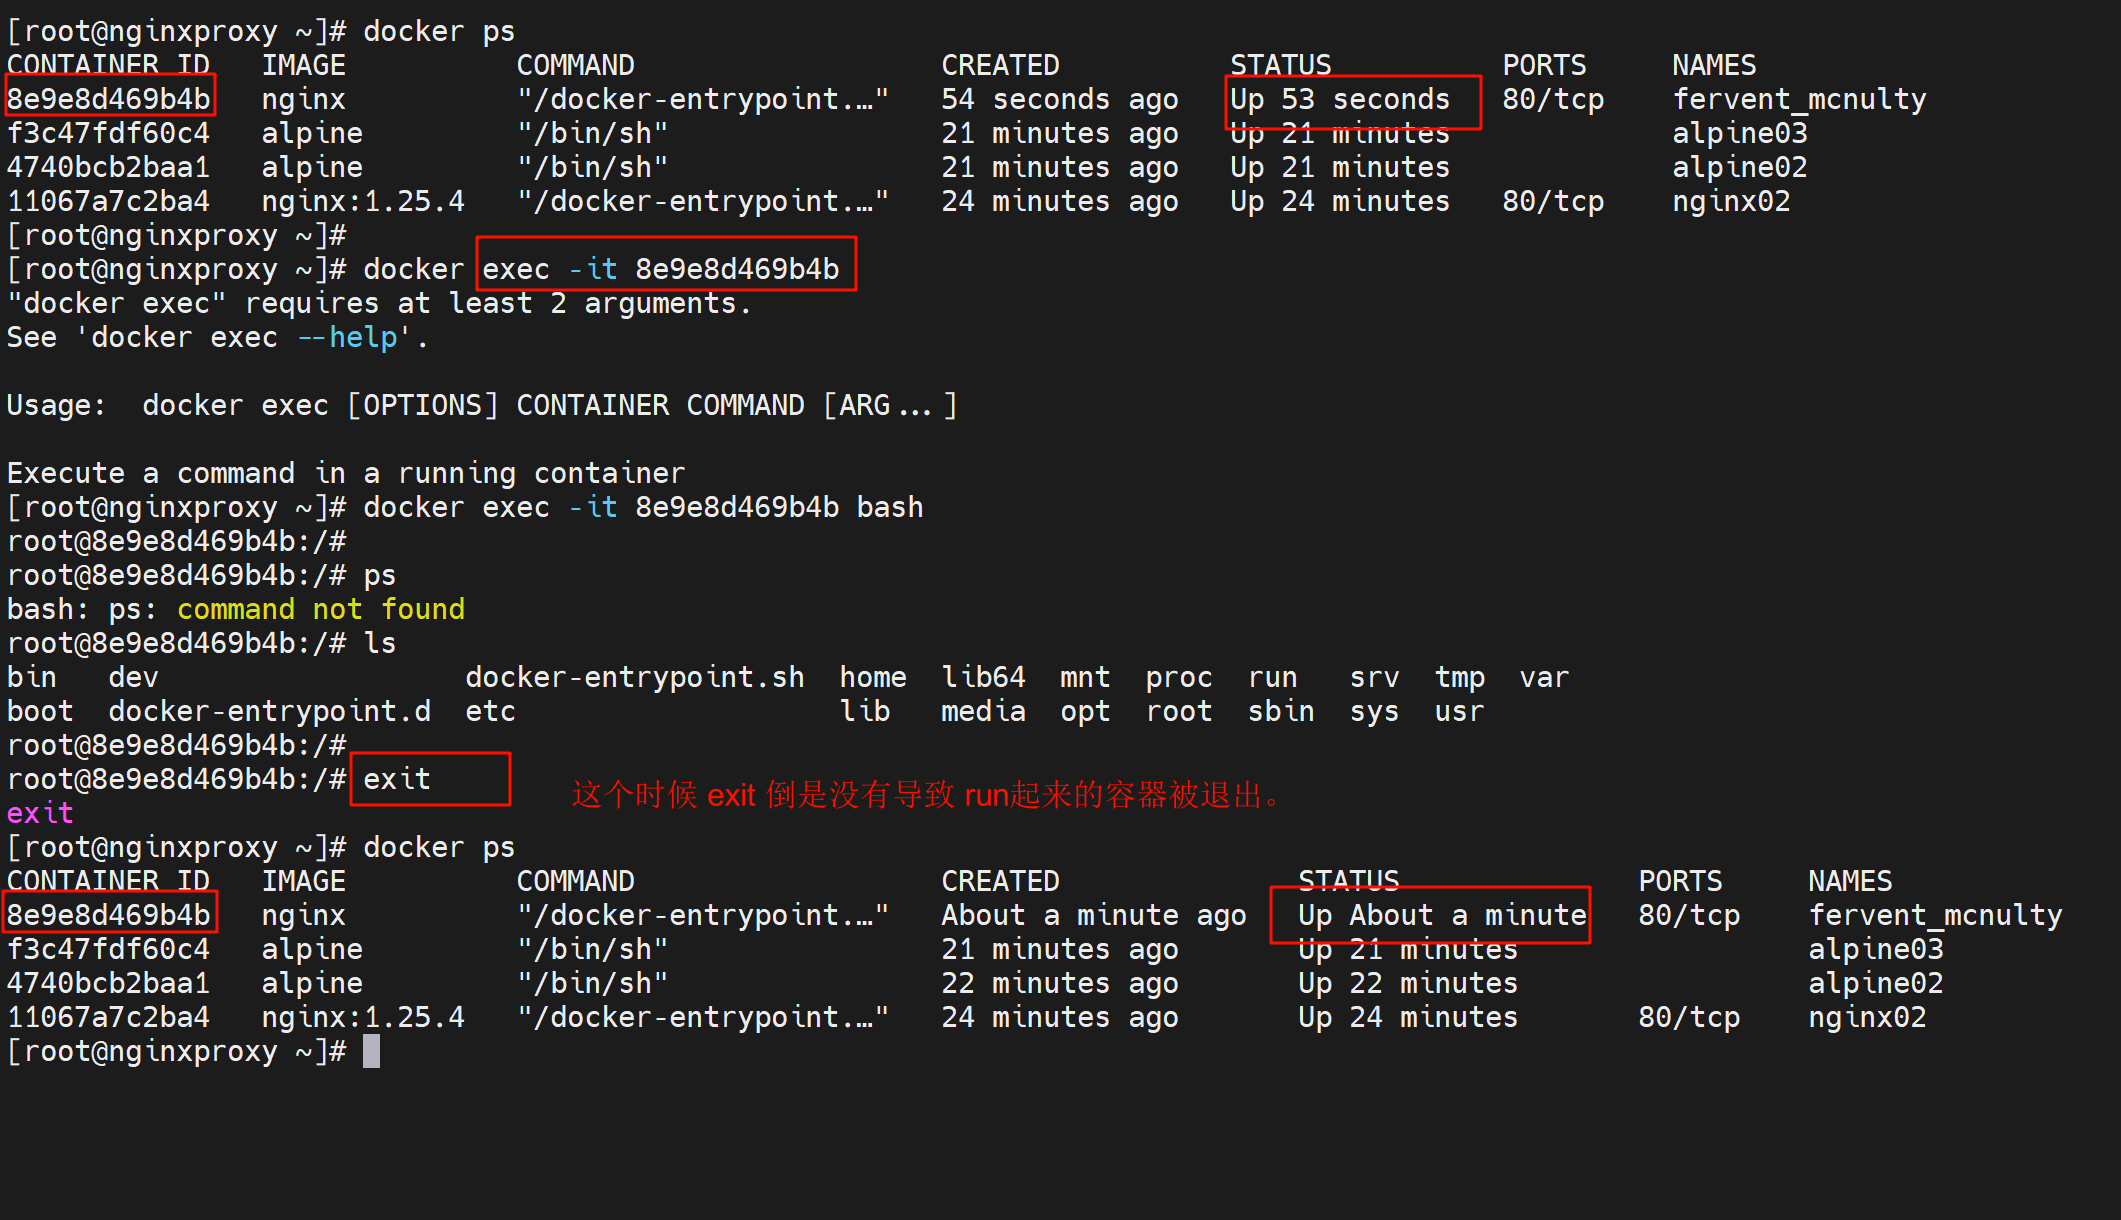 [root@nginxproxy ~]# docker ps
CONTAINER ID   IMAGE          COMMAND                  CREATED          STATUS          PORTS     NAMES
8e9e8d469b4b   nginx          "/docker-entrypoint.…"   54 seconds ago   Up 53 seconds   80/tcp    fervent_mcnulty
f3c47fdf60c4   alpine         "/bin/sh"                21 minutes ago   Up 21 minutes             alpine03
4740bcb2baa1   alpine         "/bin/sh"                21 minutes ago   Up 21 minutes             alpine02
11067a7c2ba4   nginx:1.25.4   "/docker-entrypoint.…"   24 minutes ago   Up 24 minutes   80/tcp    nginx02
[root@nginxproxy ~]#
[root@nginxproxy ~]# docker exec -it 8e9e8d469b4b
"docker exec" requires at least 2 arguments.
See 'docker exec --help'.
Usage:  docker exec [OPTIONS] CONTAINER COMMAND [ARG...]
Execute a command in a running container
[root@nginxproxy ~]# docker exec -it 8e9e8d469b4b bash
root@8e9e8d469b4b:/#
root@8e9e8d469b4b:/# ps
bash: ps: command not found
root@8e9e8d469b4b:/# ls
bin   dev                  docker-entrypoint.sh  home  lib64  mnt  proc  run   srv  tmp  var
boot  docker-entrypoint.d  etc                   lib   media  opt  root  sbin  sys  usr
root@8e9e8d469b4b:/#
root@8e9e8d469b4b:/# exit
这个时候 exit 倒是没有导致 run起来的容器被退出。
exit
[root@nginxproxy ~]# docker ps
CONTAINER ID   IMAGE          COMMAND                  CREATED              STATUS              PORTS     NAMES
8e9e8d469b4b   nginx          "/docker-entrypoint.…"   About a minute ago   Up About a minute   80/tcp    fervent_mcnulty
f3c47fdf60c4   alpine         "/bin/sh"                21 minutes ago       Up 21 minutes                 alpine03
4740bcb2baa1   alpine         "/bin/sh"                22 minutes ago       Up 22 minutes                 alpine02
11067a7c2ba4   nginx:1.25.4   "/docker-entrypoint.…"   24 minutes ago       Up 24 minutes       80/tcp    nginx02
[root@nginxproxy ~]#